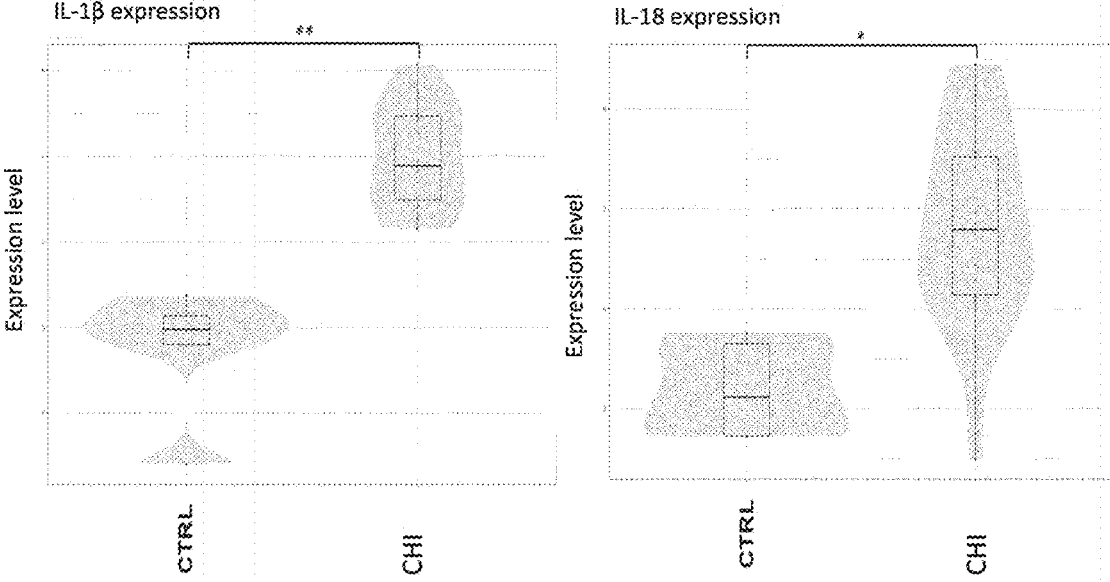 IL-1β expression
**
Expression level
CTRL
CHI
IL-18 expression
*
Expression level
CTRL
CHI